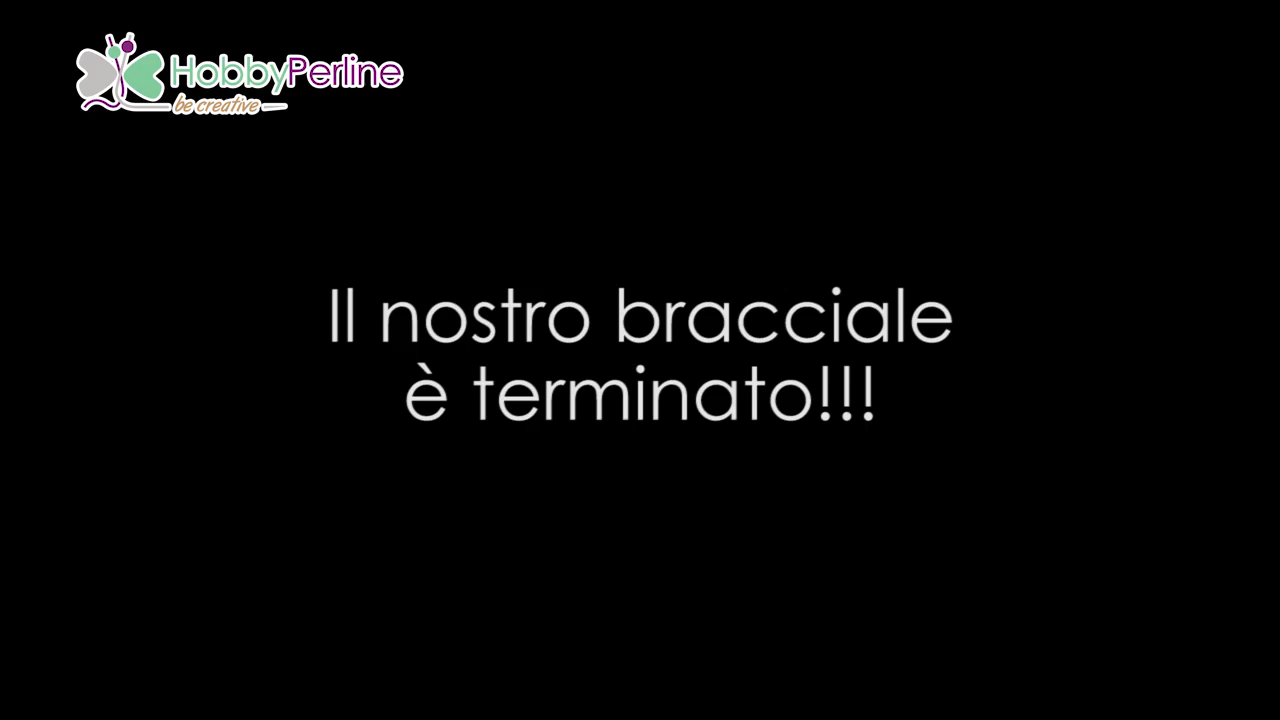 HobbyPerline
be creative
Il nostro bracciale
è terminato!!!